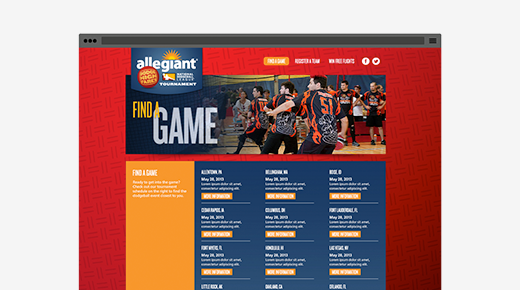 allegiant
NATIONAL DODGEBALL LEAGUE
TOURNAMENT
FIND A GAME
REGISTER A TEAM
WIN FREE FLIGHTS
FIND A
GAME
FIND A GAME
Ready to get into the game?
Check out our tournament
schedule on the right to find the
dodgeball event closest to you.
ALLENTOWN, PA
May 28, 2013
Lorem ipsum dolor sit amet,
consectetur adipiscing elit.
MORE INFORMATION
BELLINGHAM, WA
May 28, 2013
Lorem ipsum dolor sit amet,
consectetur adipiscing elit.
MORE INFORMATION
BOISE, ID
May 28, 2013
Lorem ipsum dolor sit amet,
consectetur adipiscing elit.
MORE INFORMATION
CEDAR RAPIDS, IA
May 28, 2013
Lorem ipsum dolor sit amet,
consectetur adipiscing elit.
MORE INFORMATION
COLUMBUS, OH
May 28, 2013
Lorem ipsum dolor sit amet,
consectetur adipiscing elit.
MORE INFORMATION
FORT LAUDERDALE, FL
May 28, 2013
Lorem ipsum dolor sit amet,
consectetur adipiscing elit.
MORE INFORMATION
FORT MYERS, FL
May 28, 2013
Lorem ipsum dolor sit amet,
consectetur adipiscing elit.
MORE INFORMATION
HONOLULU, HI
May 28, 2013
Lorem ipsum dolor sit amet,
consectetur adipiscing elit.
MORE INFORMATION
LAS VEGAS, NV
May 28, 2013
Lorem ipsum dolor sit amet,
consectetur adipiscing elit.
MORE INFORMATION
LITTLE ROCK, AR
OAKLAND, CA
ORLANDO, FL